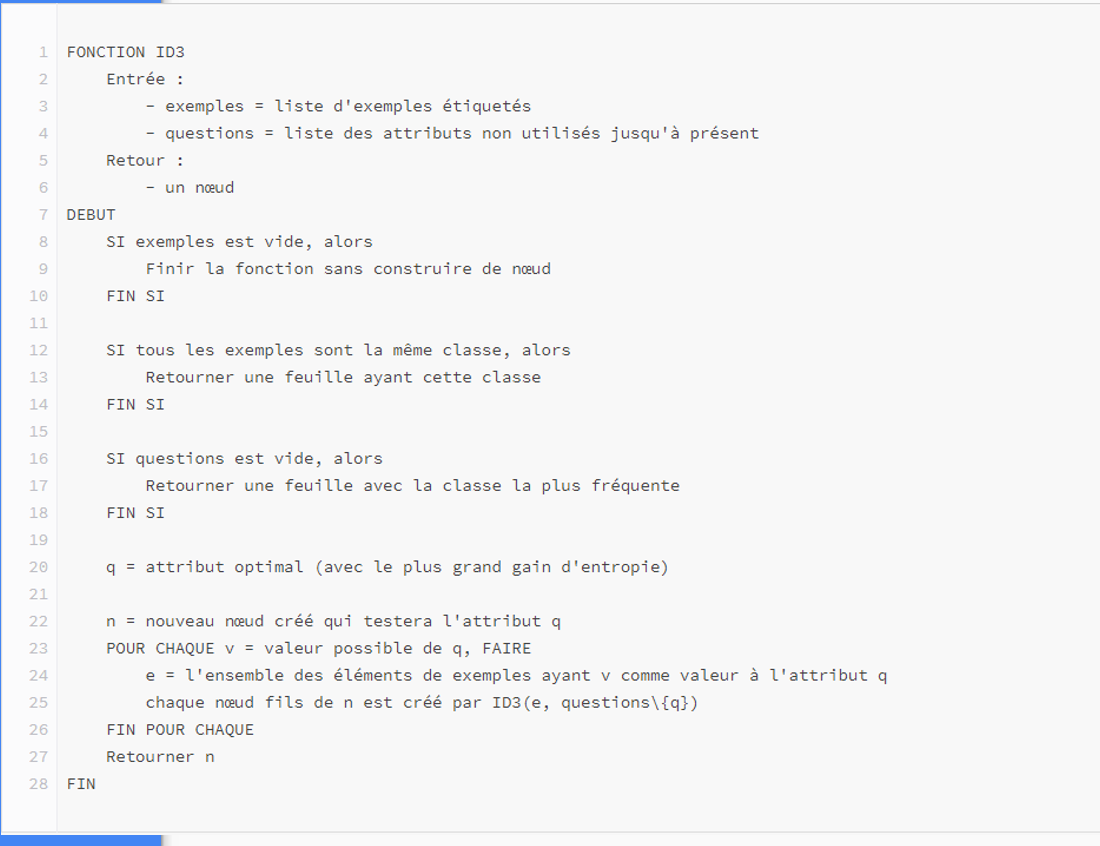 1 FONCTION ID3
2     Entrée :
3         - exemples = liste d'exemples étiquetés
4         - questions = liste des attributs non utilisés jusqu'à présent
5     Retour :
6         - un nœud
7 DEBUT
8     SI exemples est vide, alors
9         Finir la fonction sans construire de nœud
10     FIN SI
11
12     SI tous les exemples sont la même classe, alors
13         Retourner une feuille ayant cette classe
14     FIN SI
15
16     SI questions est vide, alors
17         Retourner une feuille avec la classe la plus fréquente
18     FIN SI
19
20     q = attribut optimal (avec le plus grand gain d'entropie)
21
22     n = nouveau nœud créé qui testera l'attribut q
23     POUR CHAQUE v = valeur possible de q, FAIRE
24         e = l'ensemble des éléments de exemples ayant v comme valeur à l'attribut q
25         chaque nœud fils de n est créé par ID3(e, questions\{q})
26     FIN POUR CHAQUE
27     Retourner n
28 FIN